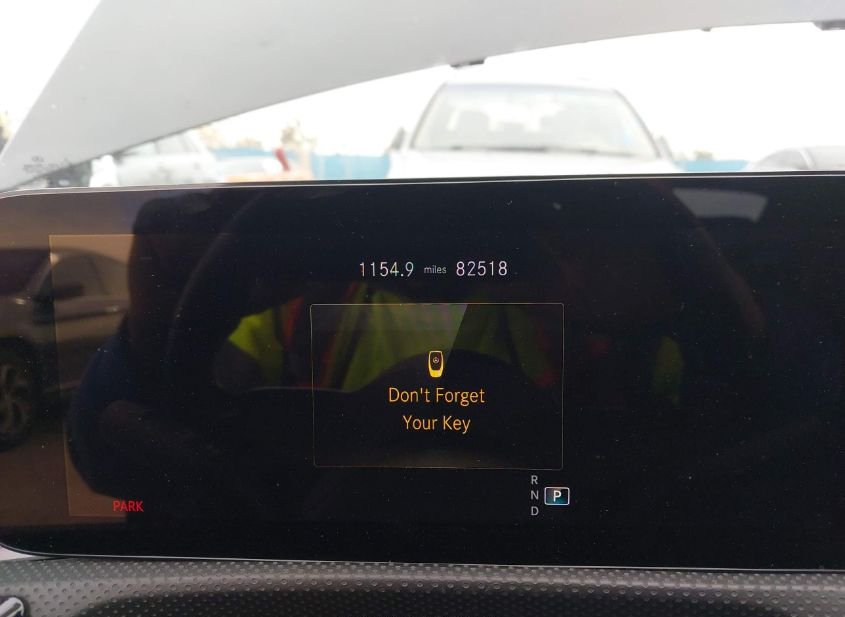 1154.9 miles 82518
Don't Forget
Your Key
R
N P
D
PARK